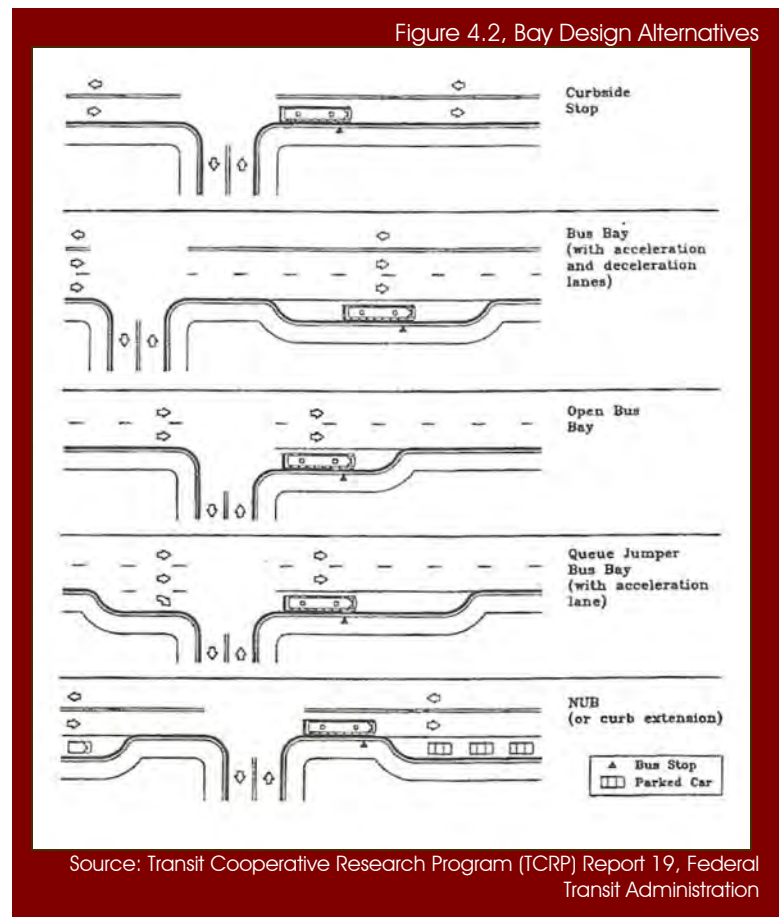 Figure 4.2, Bay Design Alternatives
Curbside
Stop
Bus Bay
(with acceleration
and deceleration
lanes)
Open Bus
Bay
Queue Jumper
Bus Bay
(with acceleration
lane)
NUB
(or curb extension)
Bus Stop
Parked Car
Source: Transit Cooperative Research Program (TCRP) Report 19, Federal
Transit Administration